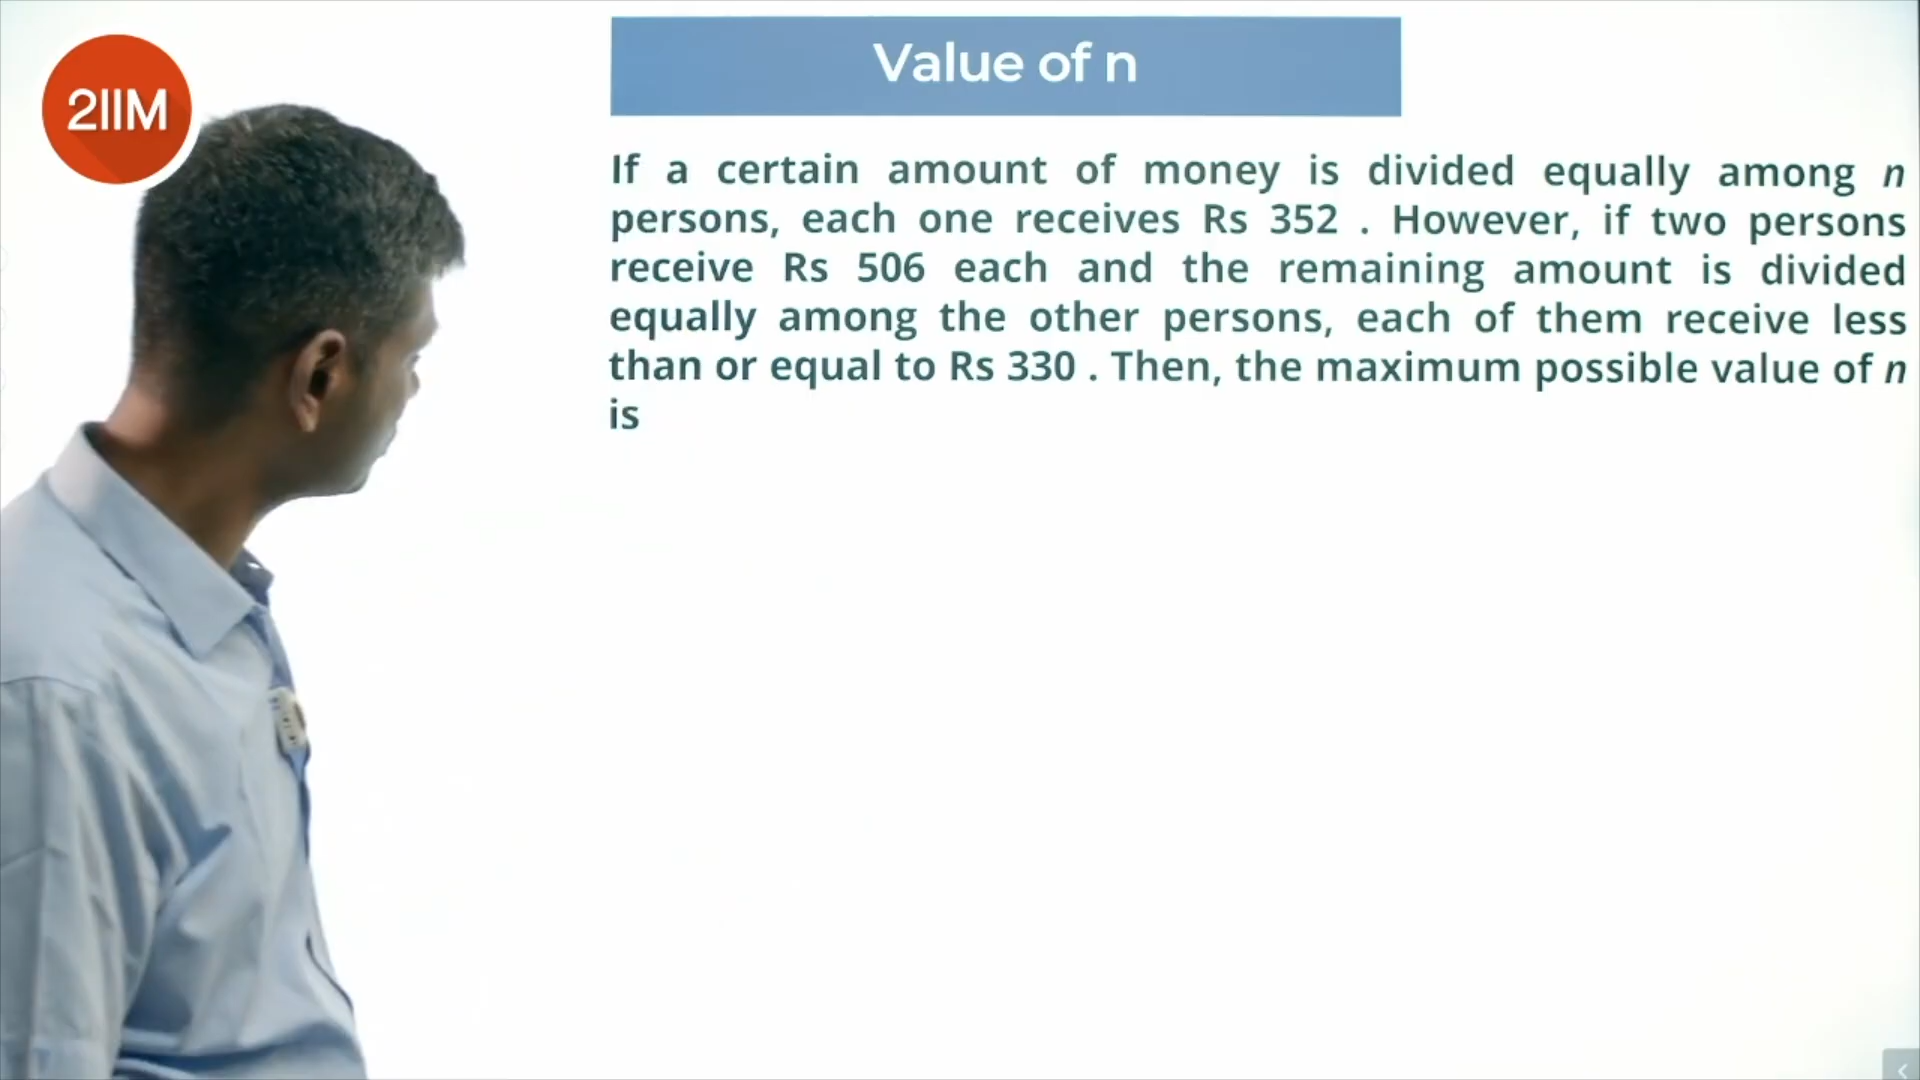 2IIM
Value of n
If a certain amount of money is divided equally among n
persons, each one receives Rs 352 . However, if two persons
receive Rs 506 each and the remaining amount is divided
equally among the other persons, each of them receive less
than or equal to Rs 330 . Then, the maximum possible value of n
is